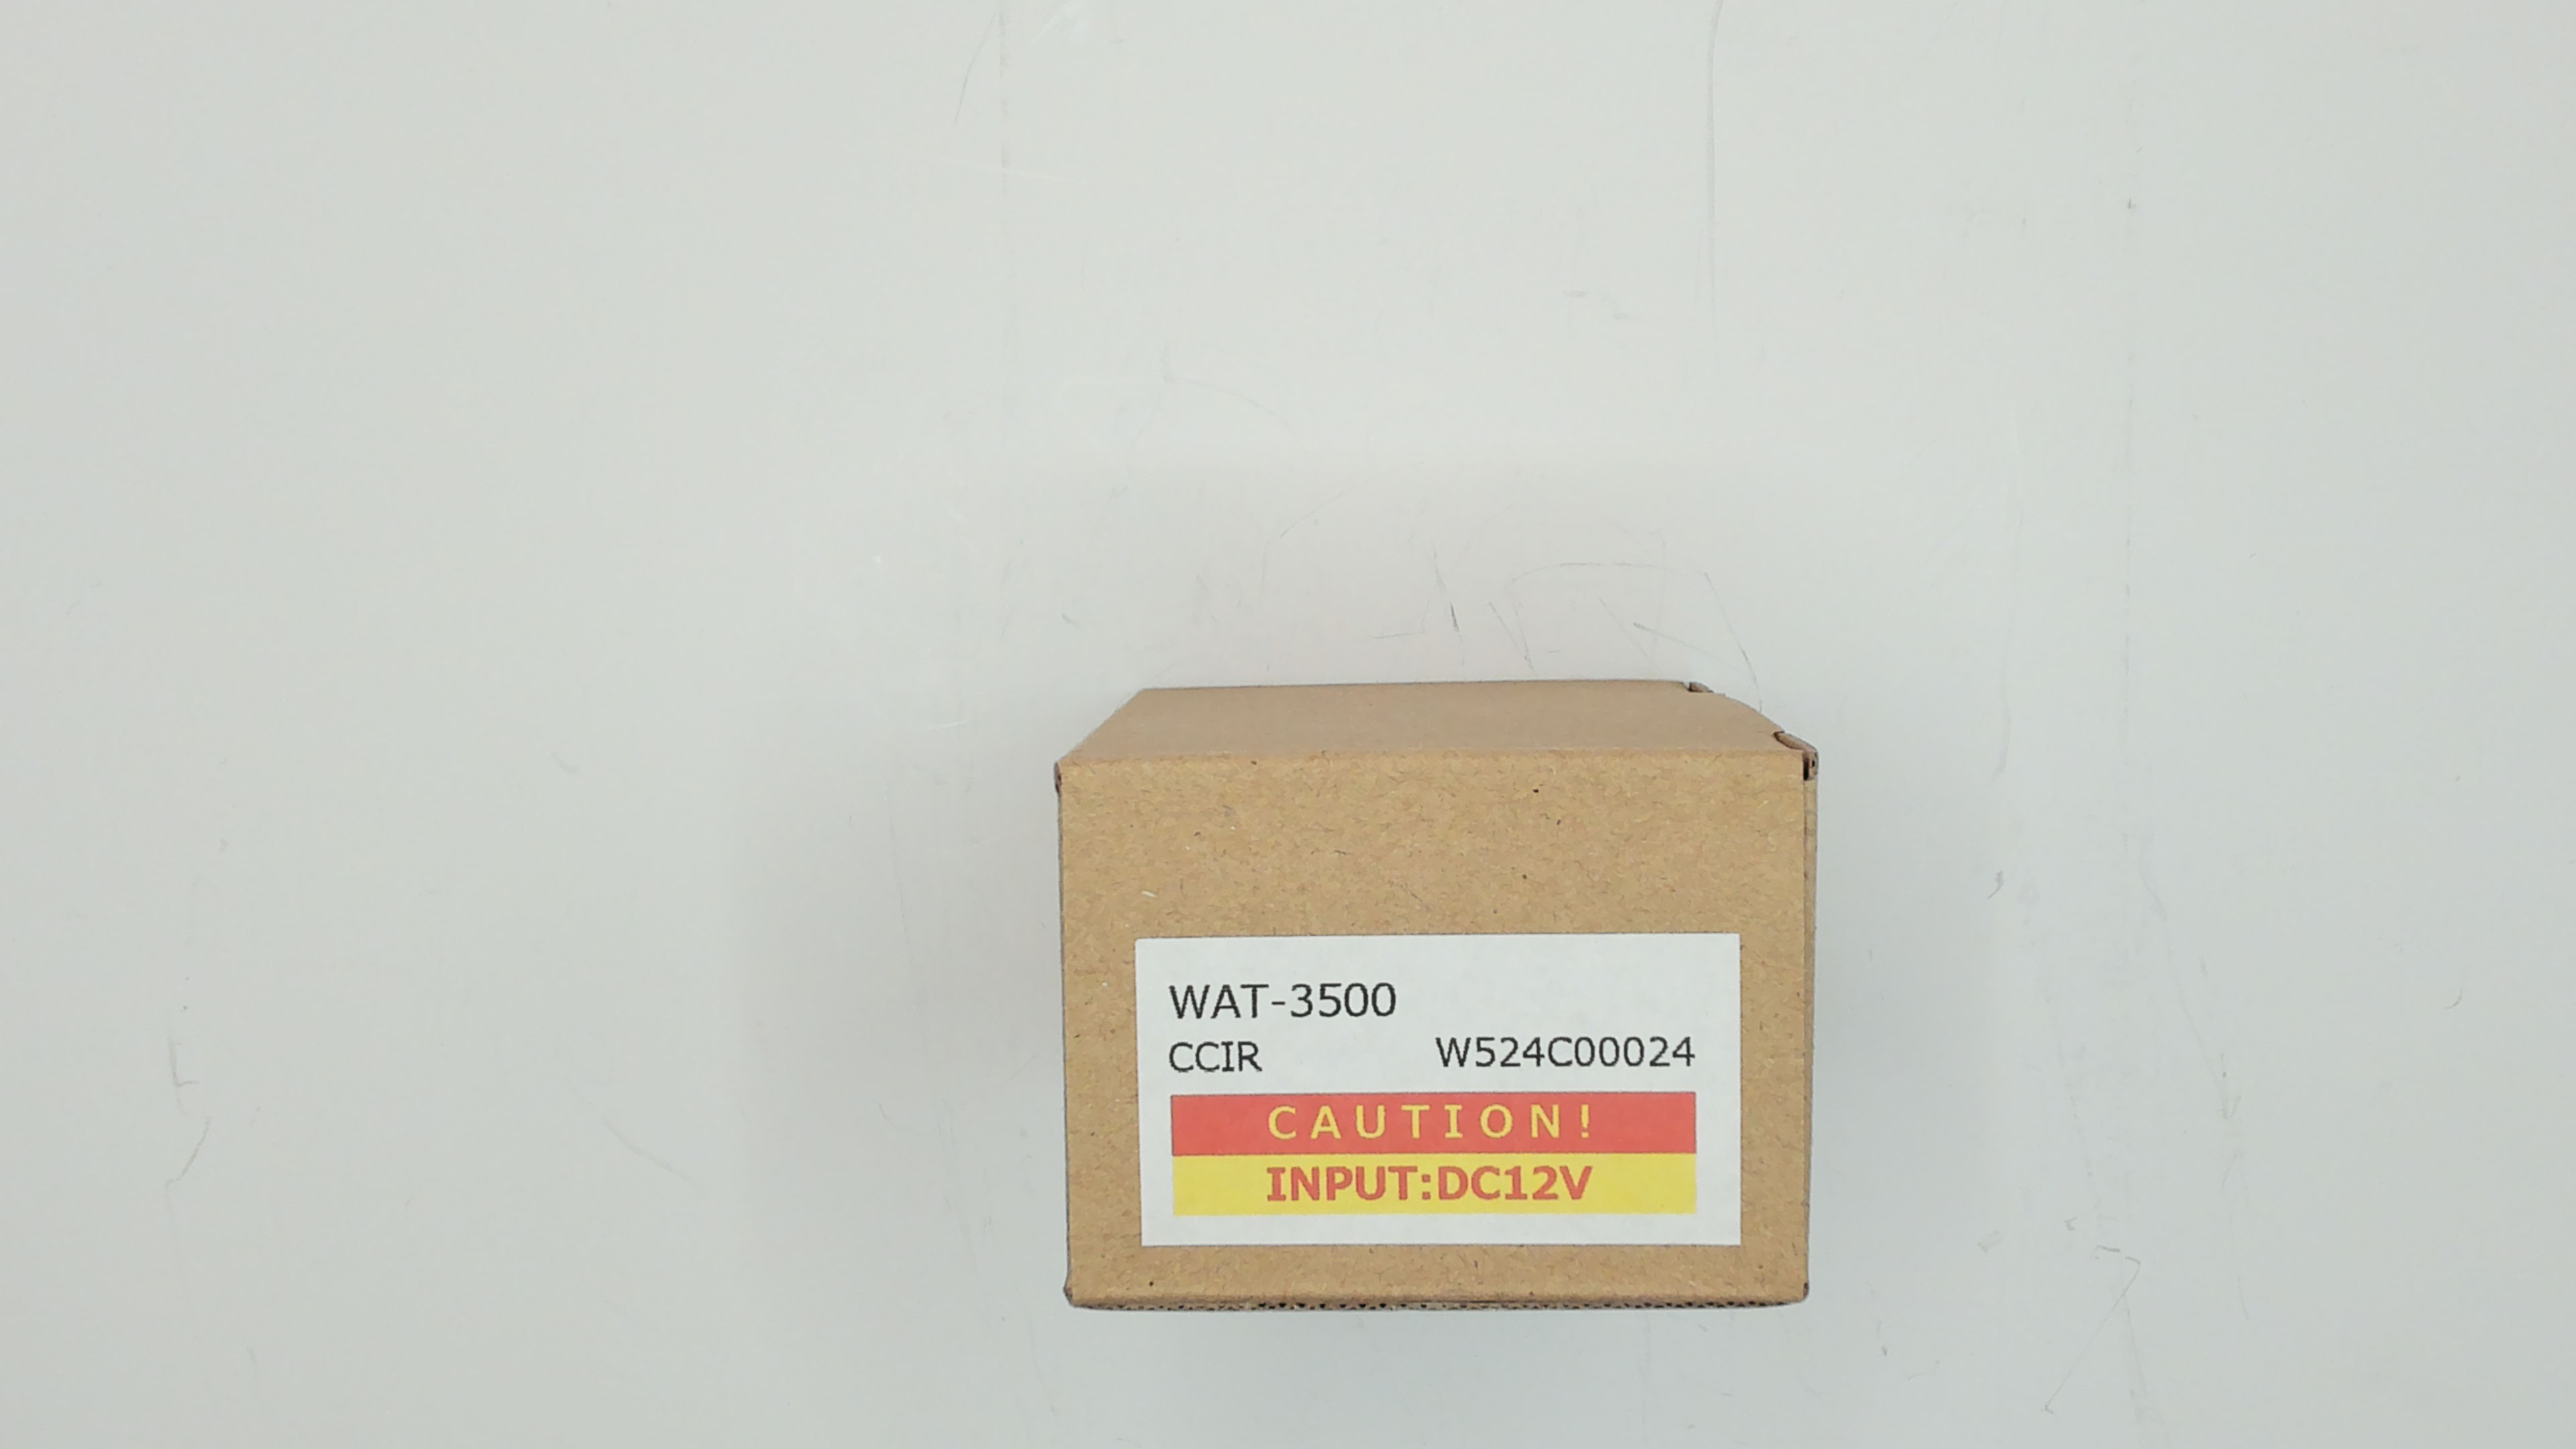 WAT-3500
CCIR W524C00024
CAUTION!
INPUT:DC12V